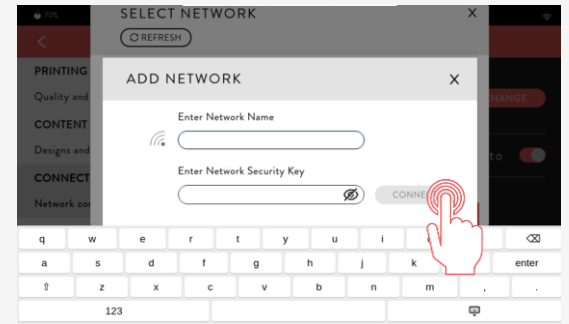 70%
SELECT NETWORK X
REFRESH
PRINTING
Quality and
CONTENT
Designs and
CONNECT
Network con
HANGE
to
ADD NETWORK X
Enter Network Name
Enter Network Security Key
CONNE
q w e r t y u i
a s d f g h j k enter
z x c v b n m , .
123